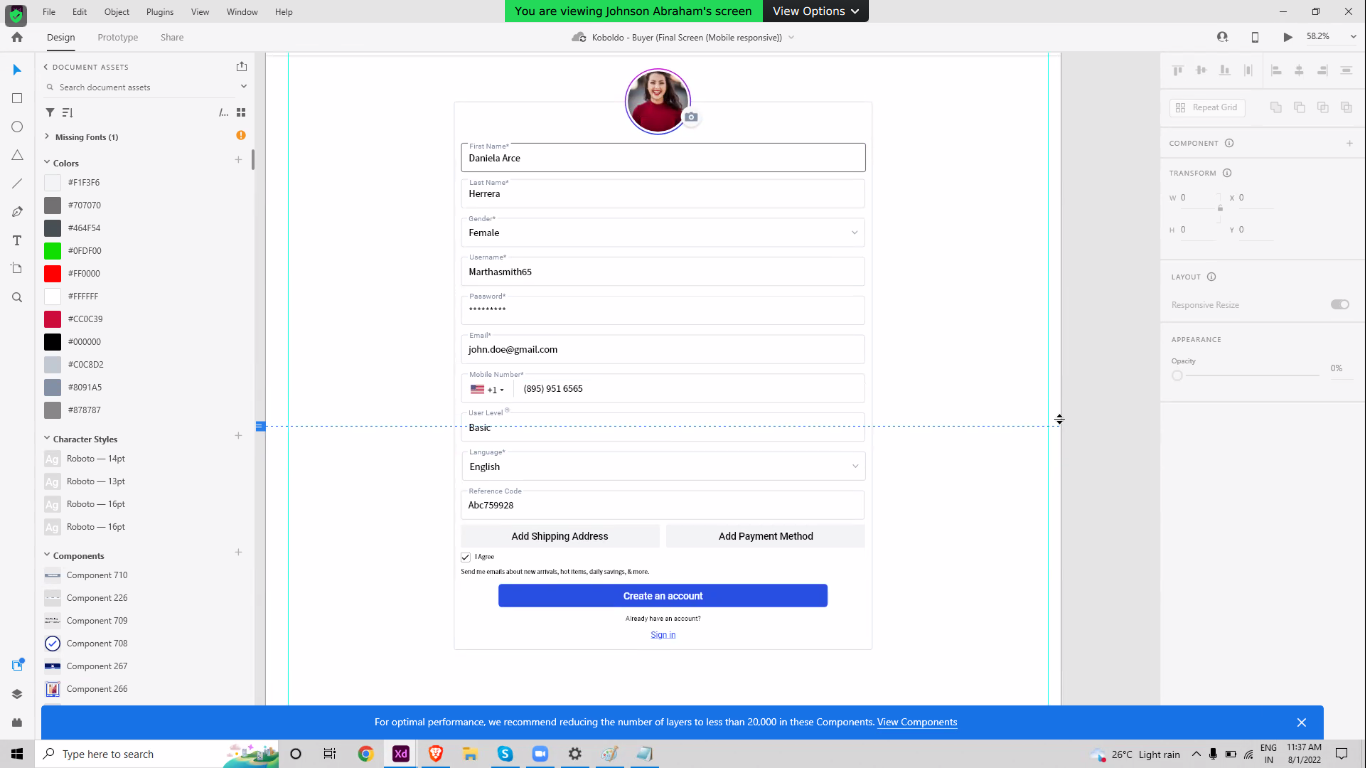 You are viewing Johnson Abraham's screen
View Options
File Edit Object Plugins View Window Help
Design Prototype Share
Koboldo - Buyer (Final Screen (Mobile responsive))
58.2%
DOCUMENT ASSETS
Search document assets
Missing Fonts (1)
Colors
#F1F3F6
#707070
#464F54
#0FDF00
#FF0000
#FFFFFF
#CC0C39
#000000
#C0C8D2
#8091A5
#878787
Character Styles
Ag Roboto — 14pt
Ag Roboto — 13pt
Ag Roboto — 16pt
Ag Roboto — 16pt
Components
Component 710
Component 226
Component 709
Component 708
Component 267
Component 266
First Name*
Daniela Arce
Last Name*
Herrera
Gender*
Female
Username*
Marthasmith65
Password*
*********
Email*
john.doe@gmail.com
Mobile Number*
+1 (895) 951 6565
User Level
Basic
Language*
English
Reference Code
Abc759928
Add Shipping Address Add Payment Method
I Agree
Send me emails about new arrivals, hot items, daily savings, & more.
Create an account
Already have an account?
Sign in
Repeat Grid
COMPONENT
TRANSFORM
W 0 X 0
H 0 Y 0
LAYOUT
Responsive Resize
APPEARANCE
Opacity
0%
For optimal performance, we recommend reducing the number of layers to less than 20,000 in these Components. View Components
Type here to search
Xd
26°C Light rain
ENG
IN
11:37 AM
8/1/2022